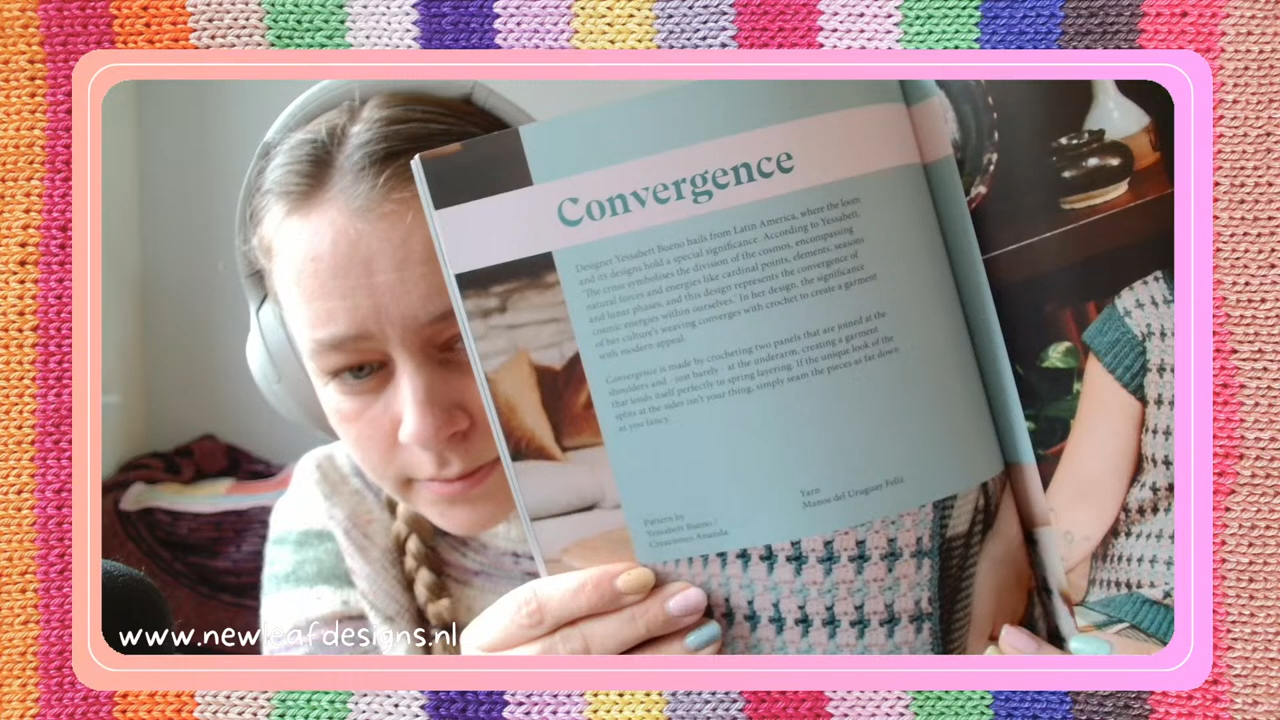 Convergence
Designer Yessabett Bueno hails from Latin America, where the loom
and its designs hold a special significance. According to Yessabett,
'The cross symbolises the division of the cosmos, encompassing
natural forces and energies like cardinal points, elements, seasons
and lunar phases, and this design represents the convergence of
cosmic energies within ourselves.' In her design, the significance
of her culture's weaving converges with crochet to create a garment
with modern appeal.
Convergence is made by crocheting two panels that are joined at the
shoulders and - just barely - at the underarm, creating a garment
that lends itself perfectly to spring layering. If the unique look of the
splits at the sides isn't your thing, simply seam the pieces as far down
as you fancy.
Pattern by
Yessabett Bueno /
Creaciones Ananda
Yarn
Manos del Uruguay Feliz
www.newleafdesigns.nl